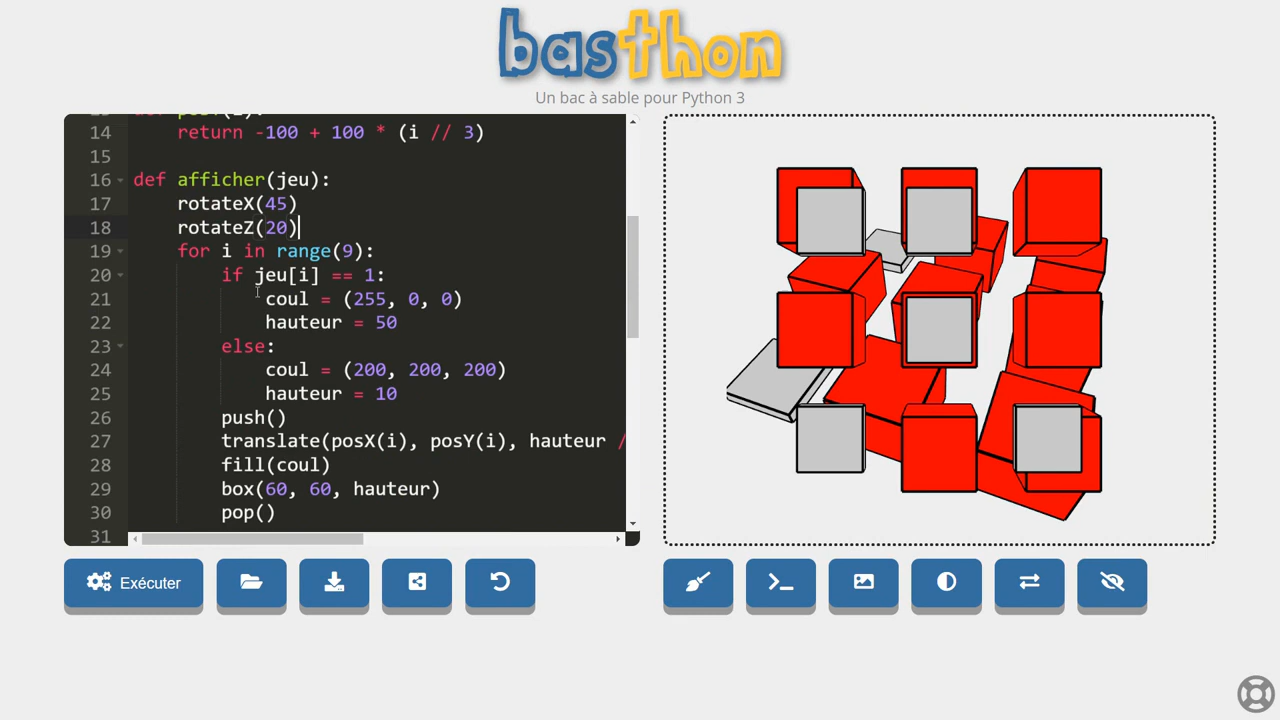 basthon
Un bac à sable pour Python 3
14 return -100 + 100 * (i // 3)
15
16 def afficher(jeu):
17 rotateX(45)
18 rotateZ(20)
19 for i in range(9):
20 if jeu[i] == 1:
21 coul = (255, 0, 0)
22 hauteur = 50
23 else:
24 coul = (200, 200, 200)
25 hauteur = 10
26 push()
27 translate(posX(i), posY(i), hauteur /
28 fill(coul)
29 box(60, 60, hauteur)
30 pop()
31
Exécuter